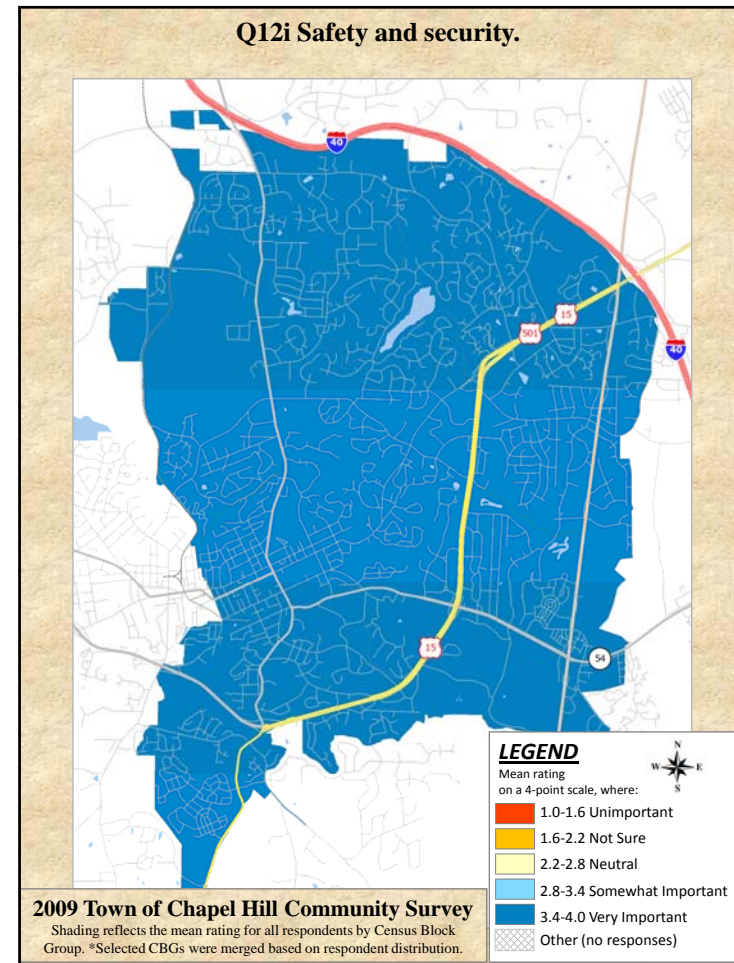 Q12i Safety and security.
40
15
501
40
15
54
LEGEND
Mean rating
on a 4-point scale, where:
N
W E
S
1.0-1.6 Unimportant
1.6-2.2 Not Sure
2.2-2.8 Neutral
2.8-3.4 Somewhat Important
3.4-4.0 Very Important
Other (no responses)
2009 Town of Chapel Hill Community Survey
Shading reflects the mean rating for all respondents by Census Block
Group. *Selected CBGs were merged based on respondent distribution.